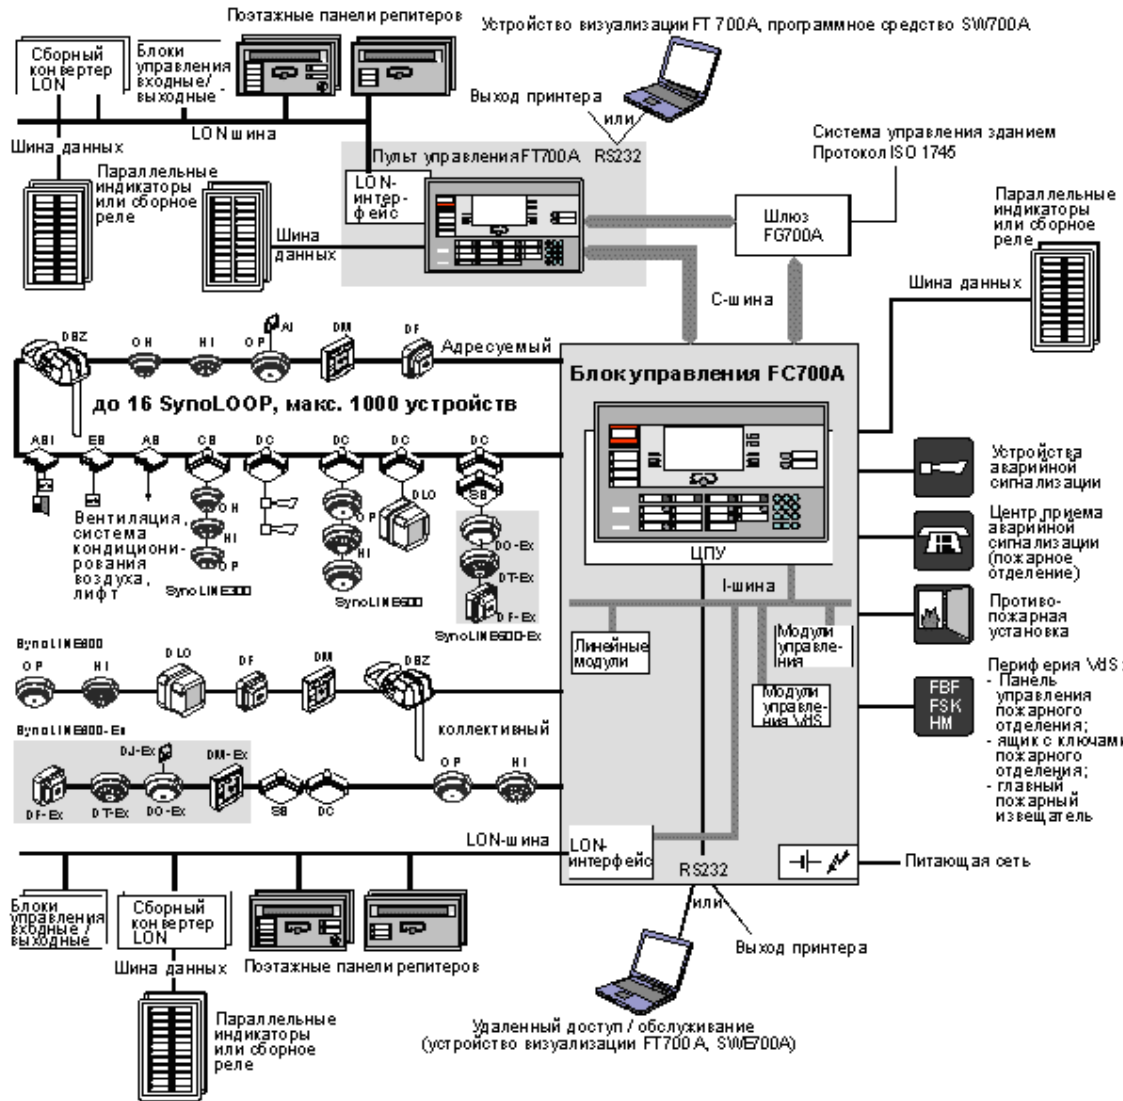 Поэтажные панели репитеров
Устройство визуализации FT 700A, программное средство SW700A
Сборный
конвертер
LON
Блоки
управления
входные/
выходные
Выход принтера
или
LON шина
Шина данных
Пульт управления FT700A
RS232
Система управления зданием
Протокол ISO 1745
Параллельные
индикаторы
или сборное
реле
LON-
интер-
фейс
Шина
данных
Шлюз
FG700A
Параллельные
индикаторы
или сборное
реле
C-шина
Шина данных
DBZ
OH
HI
OP
AI
DM
DF
Адресуемый
Блок управления FC700A
до 16 SynoLOOP, макс. 1000 устройств
ABI
EB
AB
CB
DC
DC
DC
DC
SB
DLO
OH
HI
OP
OP
HI
DO-Ex
DT-Ex
DF-Ex
Вентиляция,
система
кондициони-
рования
воздуха,
лифт
SynoLINE300
SynoLINE600
SynoLINE600-Ex
ЦПУ
I-шина
Устройства
аварийной
сигнализации
Центр приема
аварийной
сигнализации
(пожарное
отделение)
Противо-
пожарная
установка
Линейные
модули
Модули
управле-
ния
Модули
управле-
ния VdS
FBF
FSK
HM
Периферия VdS:
- Панель
управления
пожарного
отделения;
- ящик с ключами
пожарного
отделения;
- главный
пожарный
извещатель
SynoLINE600
OP
HI
DLO
DF
DM
DBZ
коллективный
SynoLINE600-Ex
DF-Ex
DT-Ex
DJ-Ex
DO-Ex
DM-Ex
SB
DC
OP
HI
LON-шина
LON-
интерфейс
RS232
Питающая сеть
или
Выход принтера
Блоки
управления
входные /
выходные
Сборный
конвертер
LON
Поэтажные панели репитеров
Шина данных
Параллельные
индикаторы
или сборное
реле
Удаленный доступ / обслуживание
(устройство визуализации FT700A, SWE700A)